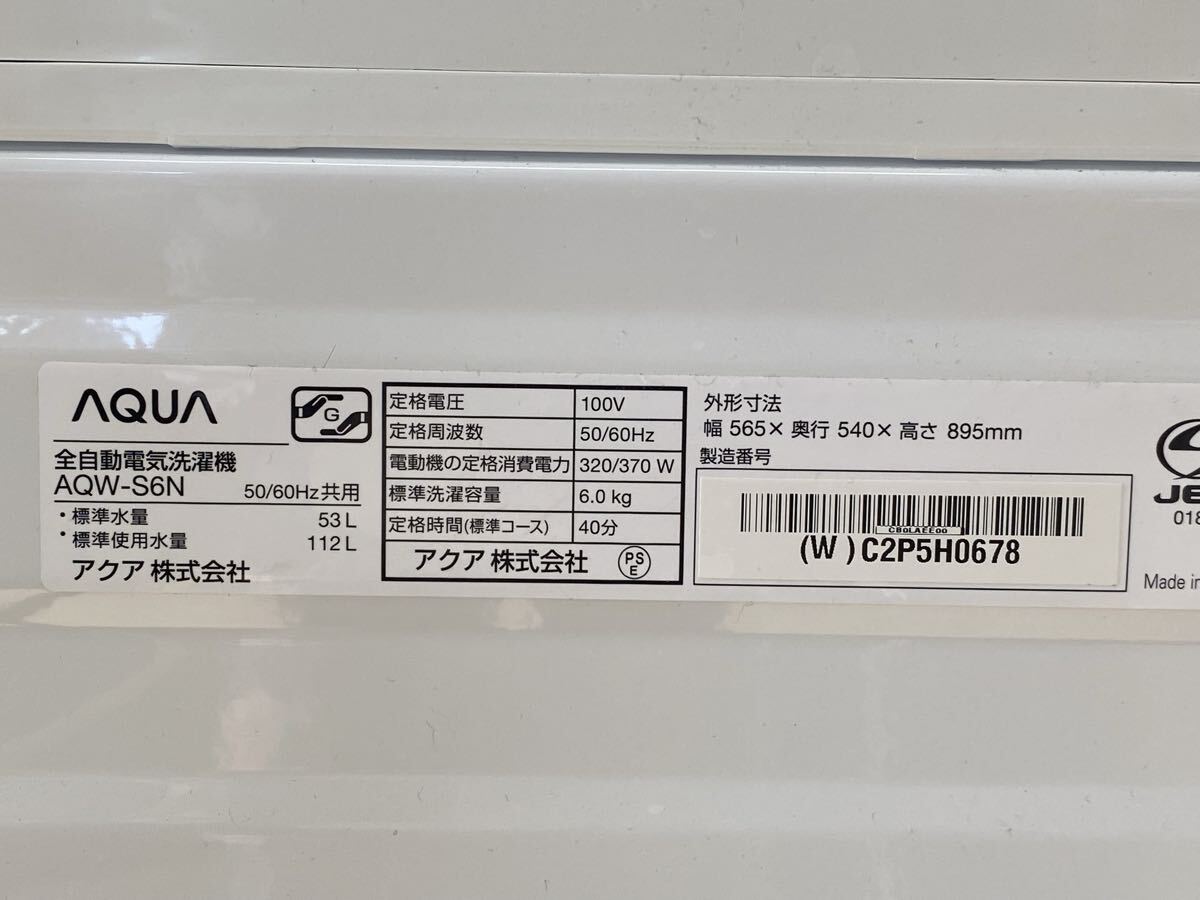 AQUA
G
全自動電気洗濯機
AQW-S6N 50/60Hz共用
・標準水量 53L
・標準使用水量 112L
アクア 株式会社
定格電圧 100V
定格周波数 50/60Hz
電動機の定格消費電力 320/370 W
標準洗濯容量 6.0 kg
定格時間(標準コース) 40分
アクア 株式会社 PS E
外形寸法
幅 565× 奥行 540× 高さ 895mm
製造番号
CB0LAEE00
(W) C2P5H0678
018
Made in